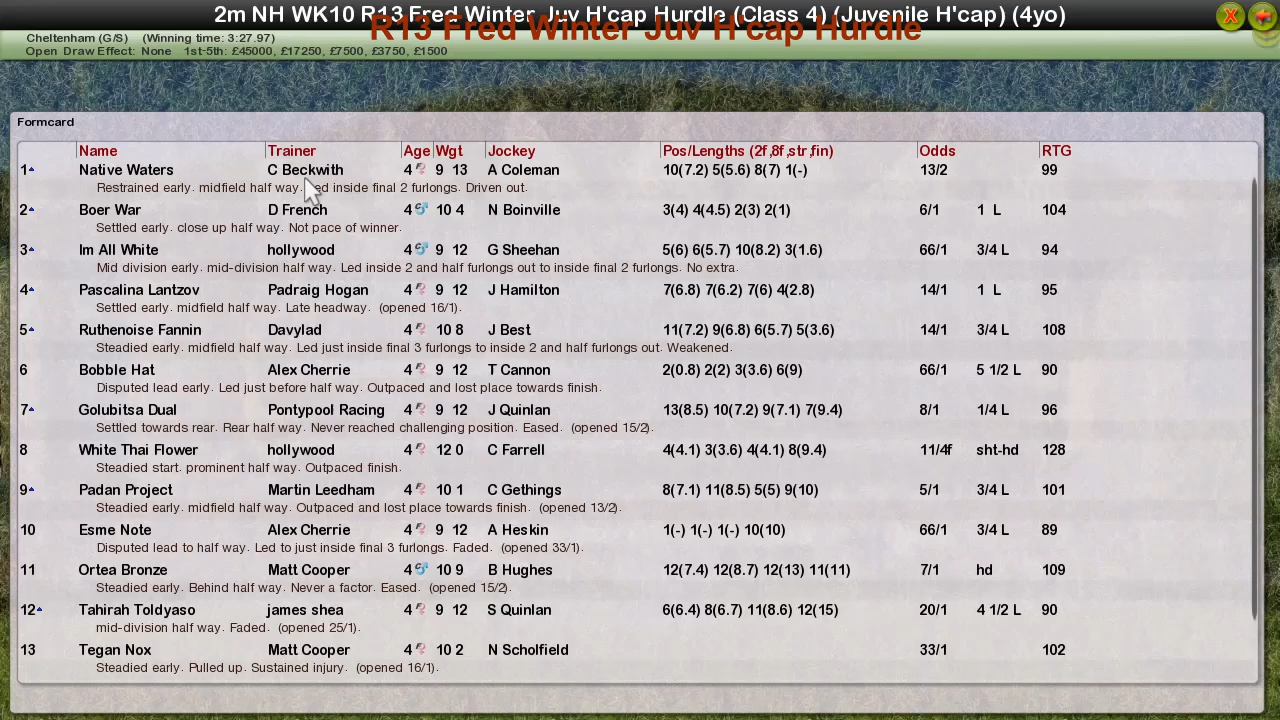 2m NH WK10 R13 Fred Winter Juv H'cap Hurdle (Class 4) (Juvenile H'cap) (4yo)
R13 Fred Winter Juv H'cap Hurdle
Cheltenham (G/S) (Winning time: 3:27.97)
Open Draw Effect: None 1st-5th: £45000, £17250, £7500, £3750, £1500
Formcard
Name Trainer Age Wgt Jockey Pos/Lengths (2f,8f,str,fin) Odds RTG
1 Native Waters C Beckwith 4 9 13 A Coleman 10(7.2) 5(5.6) 8(7) 1(-) 13/2 99
Restrained early. midfield half way. inside final 2 furlongs. Driven out.
2 Boer War D French 4 10 4 N Boinville 3(4) 4(4.5) 2(3) 2(1) 6/1 1 L 104
Settled early. close up half way. Not pace of winner.
3 Im All White hollywood 4 9 12 G Sheehan 5(6) 6(5.7) 10(8.2) 3(1.6) 66/1 3/4 L 94
Mid division early. mid-division half way. Led inside 2 and half furlongs out to inside final 2 furlongs. No extra.
4 Pascalina Lantzov Padraig Hogan 4 9 12 J Hamilton 7(6.8) 7(6.2) 7(6) 4(2.8) 14/1 1 L 95
Settled early. midfield half way. Late headway. (opened 16/1).
5 Ruthenoise Fannin Davylad 4 10 8 J Best 11(7.2) 9(6.8) 6(5.7) 5(3.6) 14/1 3/4 L 108
Steadied early. midfield half way. Led just inside final 3 furlongs to inside 2 and half furlongs out. Weakened.
6 Bobble Hat Alex Cherrie 4 9 12 T Cannon 2(0.8) 2(2) 3(3.6) 6(9) 66/1 5 1/2 L 90
Disputed lead early. Led just before half way. Outpaced and lost place towards finish.
7 Golubitsa Dual Pontypool Racing 4 9 12 J Quinlan 13(8.5) 10(7.2) 9(7.1) 7(9.4) 8/1 1/4 L 96
Settled towards rear. Rear half way. Never reached challenging position. Eased. (opened 15/2).
8 White Thai Flower hollywood 4 12 0 C Farrell 4(4.1) 3(3.6) 4(4.1) 8(9.4) 11/4f sht-hd 128
Steadied start. prominent half way. Outpaced finish.
9 Padan Project Martin Leedham 4 10 1 C Gethings 8(7.1) 11(8.5) 5(5) 9(10) 5/1 3/4 L 101
Steadied early. midfield half way. Outpaced and lost place towards finish. (opened 13/2).
10 Esme Note Alex Cherrie 4 9 12 A Heskin 1(-) 1(-) 1(-) 10(10) 66/1 3/4 L 89
Disputed lead to half way. Led to just inside final 3 furlongs. Faded. (opened 33/1).
11 Ortea Bronze Matt Cooper 4 10 9 B Hughes 12(7.4) 12(8.7) 12(13) 11(11) 7/1 hd 109
Steadied early. Behind half way. Never a factor. Eased. (opened 15/2).
12 Tahirah Toldyaso james shea 4 9 12 S Quinlan 6(6.4) 8(6.7) 11(8.6) 12(15) 20/1 4 1/2 L 90
mid-division half way. Faded. (opened 25/1).
13 Tegan Nox Matt Cooper 4 10 2 N Scholfield 33/1 102
Steadied early. Pulled up. Sustained injury. (opened 16/1).